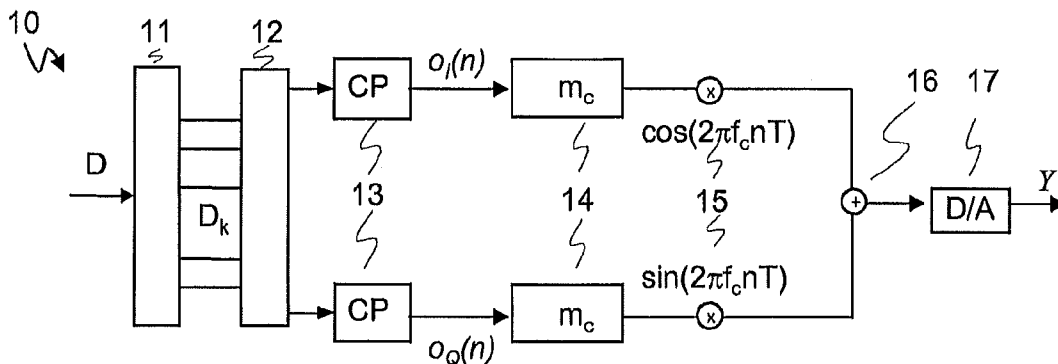 10
11
12
16
17
D
D_k
CP
o_I(n)
m_c
x
cos(2πf_cnT)
13
14
15
+
D/A
Y
CP
o_Q(n)
m_c
sin(2πf_cnT)
x